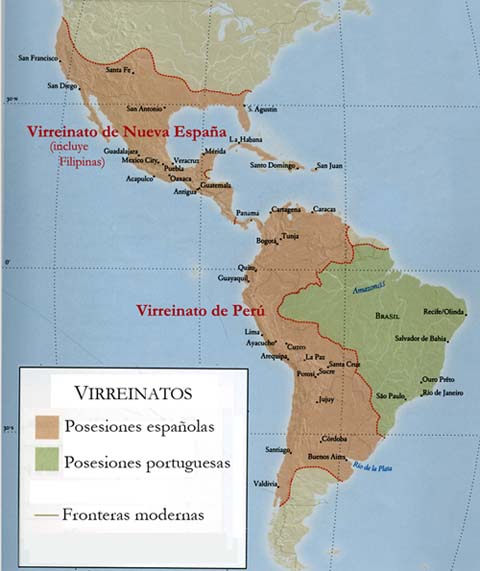 San Francisco
Santa Fe
San Diego
30°N
San Antonio
S. Agustin
Virreinato de Nueva España
(incluye
Filipinas)
La Habana
Guadalajara
Mérida
Mexico City
Veracruz
Puebla
Santo Domingo
San Juan
Acapulco
Oaxaca
Antigua
Guatemala
Panamá
Cartagena
Caracas
Bogotá
Tunja
0°
Quito
Guayaquil
Amazonas
Virreinato de Perú
BRASIL
Recife/Olinda
Lima
Ayacucho
Cuzco
Salvador de Bahia
Arequipa
La Paz
Santa Cruz
Potosí
Sucre
Ouro Prêto
São Paulo
Rio de Janeiro
Jujuy
30°S
Córdoba
Santiago
Buenos Aires
Rio de la Plata
Valdivia
VIRREINATOS
Posesiones españolas
Posesiones portuguesas
Fronteras modernas